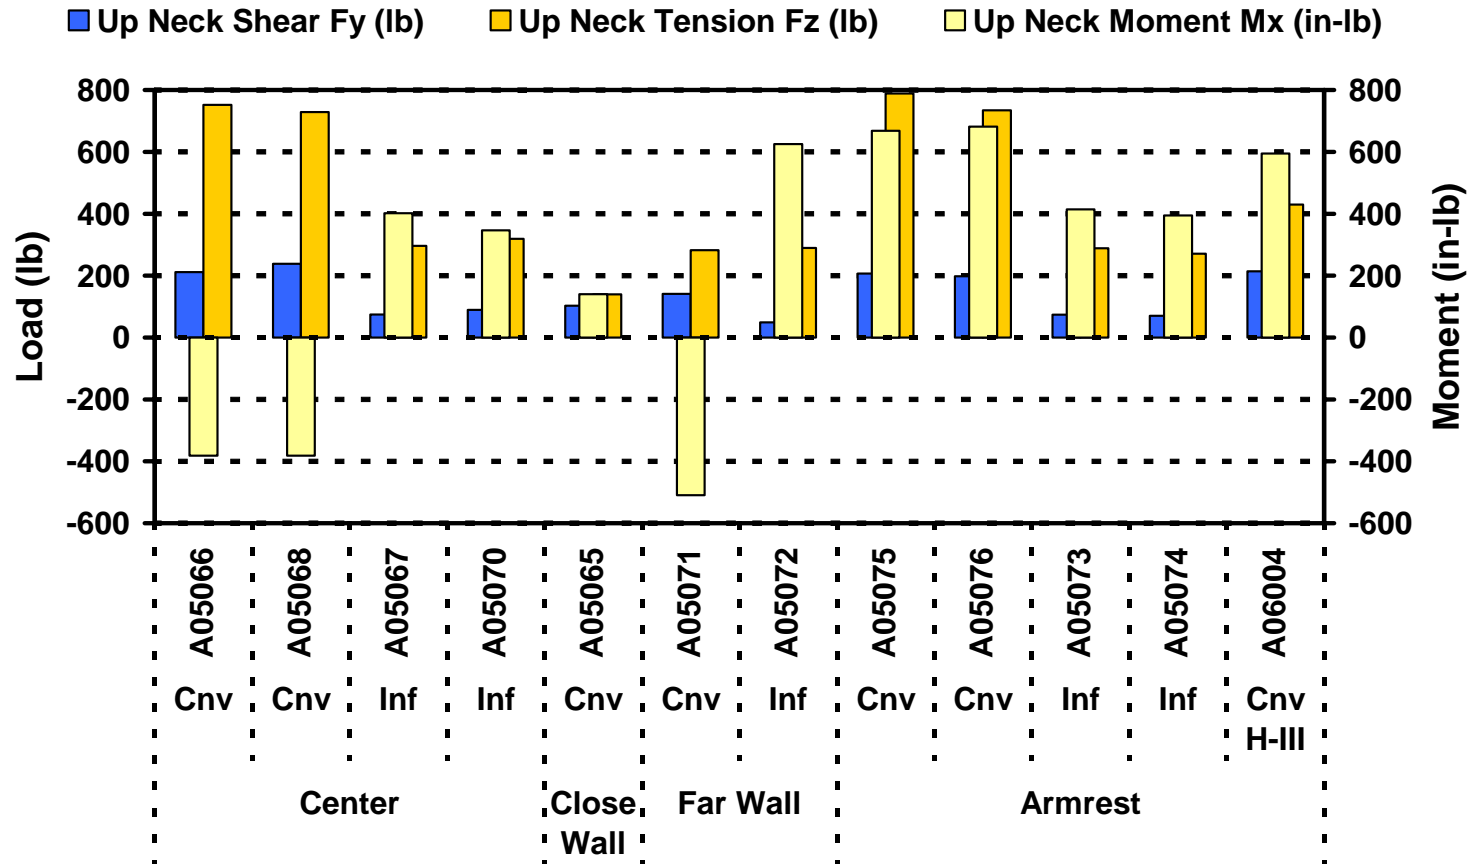 Up Neck Shear Fy (lb) Up Neck Tension Fz (lb) Up Neck Moment Mx (in-lb)
800 800
600 600
400 400
200 200
0 0
-200 -200
-400 -400
-600 -600
Load (lb)
Moment (in-lb)
A05066 A05068 A05067 A05070 A05065 A05071 A05072 A05075 A05076 A05073 A05074 A06004
Cnv Cnv Inf Inf Cnv Cnv Inf Cnv Cnv Inf Inf Cnv
H-III
Center Close Far Wall Armrest
Wall